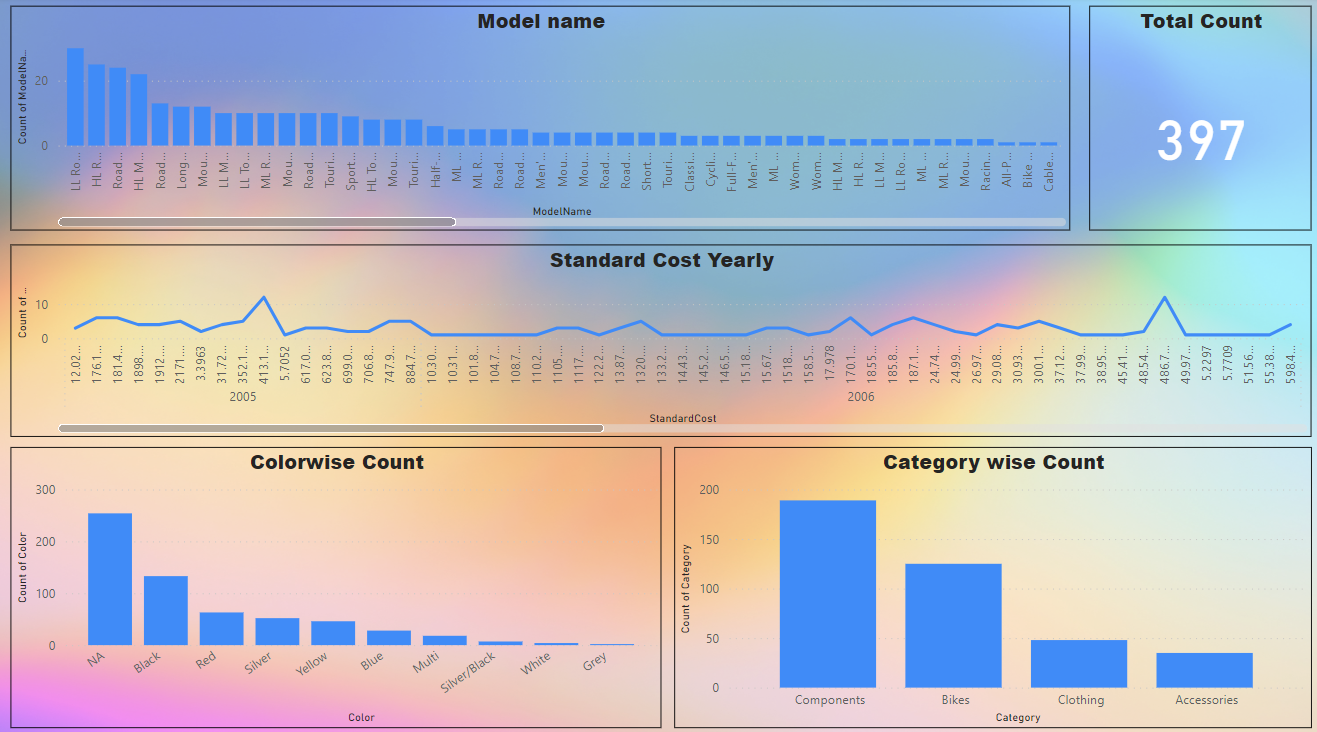 Model name
Count of ModelNa...
20
0
LL Ro...
HL R...
Road...
HL M...
Road...
Long...
Mou...
LL M...
LL To...
ML R...
Mou...
Road...
Touri...
Sport...
HL To...
Mou...
Touri...
Half-...
ML ...
ML R...
Road...
Road...
Men'...
Mou...
Mou...
Road...
Road...
Short...
Touri...
Classi...
Cycli...
Full-F...
Men'...
ML ...
Wom...
Wom...
HL M...
HL R...
LL M...
LL Ro...
ML ...
ML R...
Mou...
Racin...
All-P...
Bike ...
Cable...
ModelName
Total Count
397
Standard Cost Yearly
Count of ...
10
0
12.02...
176.1...
181.4...
1898....
1912....
2171....
3.3963
31.72...
352.1...
413.1...
5.7052
617.0...
623.8...
699.0...
706.8...
747.9...
884.7...
10.30...
10.31...
101.8...
104.7...
108.7...
110.2...
1105....
1117....
122.2...
13.87...
1320....
133.2...
144.3...
145.2...
146.5...
15.18...
15.67...
1518....
158.5...
17.978
170.1...
18.55...
185.8...
187.1...
24.74...
24.99...
26.97...
29.08...
30.93...
300.1...
37.12...
37.99...
38.95...
45.41...
48.54...
486.7...
49.97...
5.2297
5.7709
51.56...
55.38...
598.4...
2005
2006
StandardCost
Colorwise Count
Count of Color
300
200
100
0
NA
Black
Red
Silver
Yellow
Blue
Multi
Silver/Black
White
Grey
Color
Category wise Count
Count of Category
200
150
100
50
0
Components
Bikes
Clothing
Accessories
Category